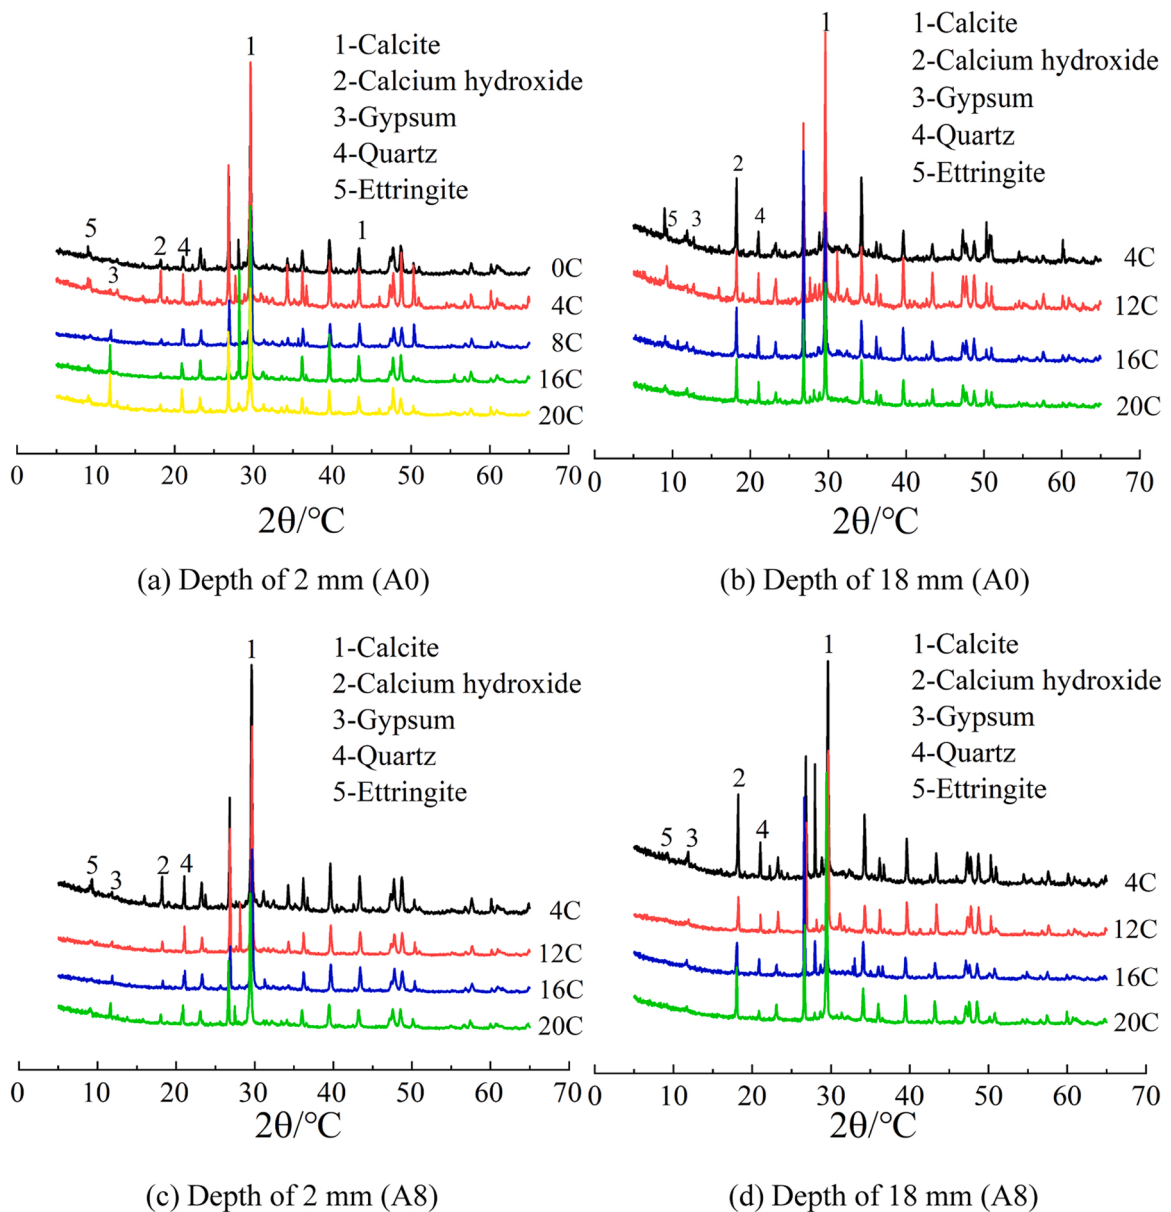 1
1-Calcite
2-Calcium hydroxide
3-Gypsum
4-Quartz
5-Ettringite
5
3
2
4
1
0C
4C
8C
16C
20C
0 10 20 30 40 50 60 70
2θ/°C
(a) Depth of 2 mm (A0)
1
1-Calcite
2-Calcium hydroxide
3-Gypsum
4-Quartz
5-Ettringite
2
5 3
4
4C
12C
16C
20C
0 10 20 30 40 50 60 70
2θ/°C
(b) Depth of 18 mm (A0)
1
1-Calcite
2-Calcium hydroxide
3-Gypsum
4-Quartz
5-Ettringite
5 3 2 4
4C
12C
16C
20C
0 10 20 30 40 50 60 70
2θ/°C
(c) Depth of 2 mm (A8)
1
1-Calcite
2-Calcium hydroxide
3-Gypsum
4-Quartz
5-Ettringite
2
5 3 4
4C
12C
16C
20C
0 10 20 30 40 50 60 70
2θ/°C
(d) Depth of 18 mm (A8)